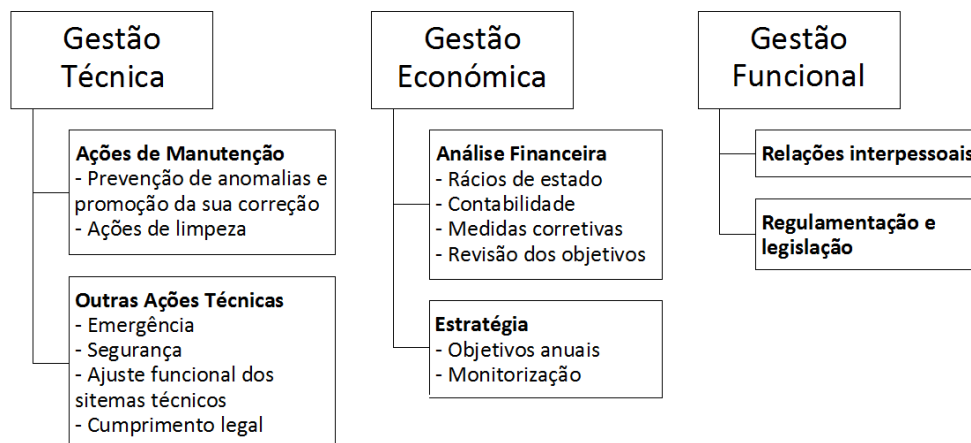 Gestão
Técnica
Ações de Manutenção
- Prevenção de anomalias e
promoção da sua correção
- Ações de limpeza
Outras Ações Técnicas
- Emergência
- Segurança
- Ajuste funcional dos
sitemas técnicos
- Cumprimento legal
Gestão
Económica
Análise Financeira
- Rácios de estado
- Contabilidade
- Medidas corretivas
- Revisão dos objetivos
Estratégia
- Objetivos anuais
- Monitorização
Gestão
Funcional
Relações interpessoais
Regulamentação e
legislação